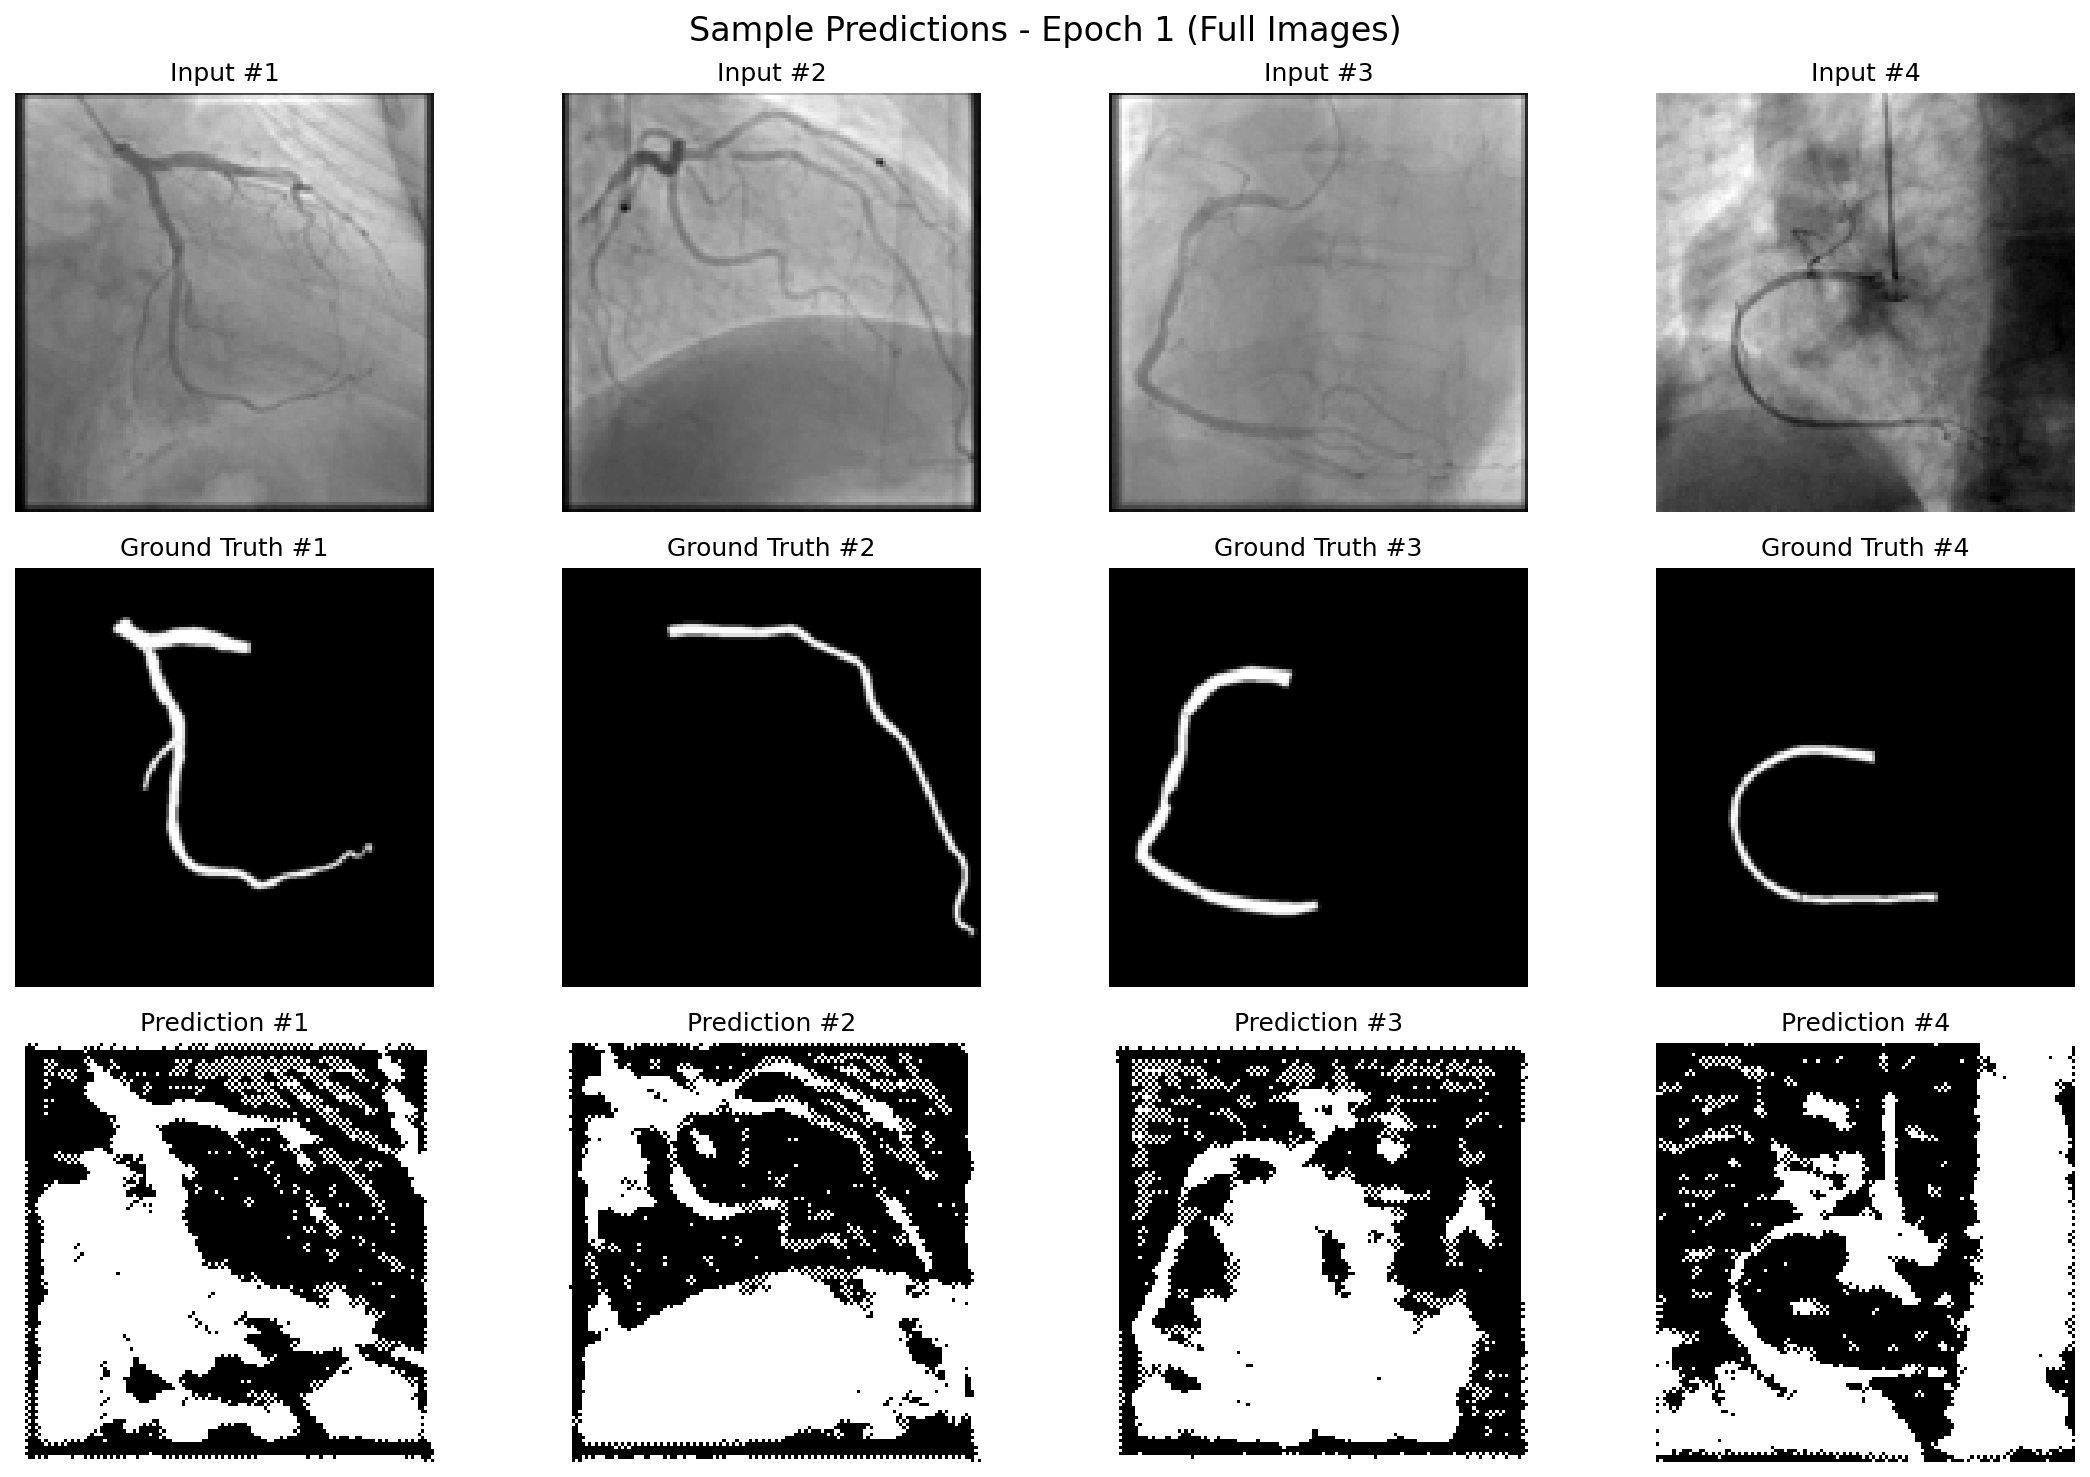 Sample Predictions - Epoch 1 (Full Images)
Input #1
Input #2
Input #3
Input #4
Ground Truth #1
Ground Truth #2
Ground Truth #3
Ground Truth #4
Prediction #1
Prediction #2
Prediction #3
Prediction #4